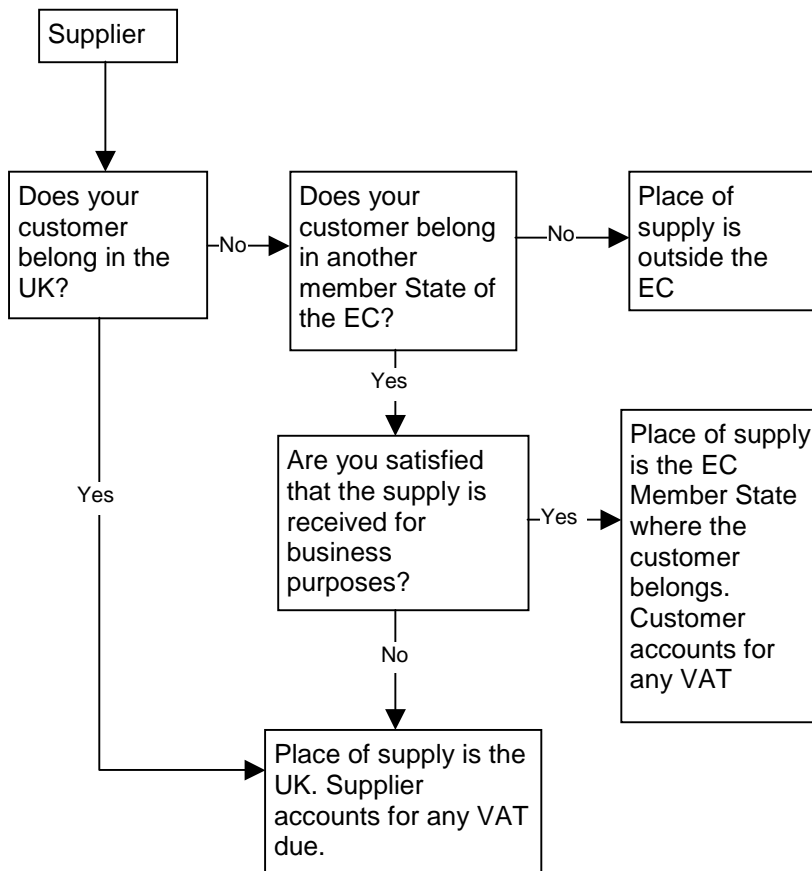 Supplier
Does your
customer
belong in the
UK?
No
Does your
customer belong
in another
member State of
the EC?
No
Place of
supply is
outside the
EC
Yes
Yes
Are you satisfied
that the supply is
received for
business
purposes?
Yes
Place of supply
is the EC
Member State
where the
customer
belongs.
Customer
accounts for
any VAT
No
Place of supply is the
UK. Supplier
accounts for any VAT
due.